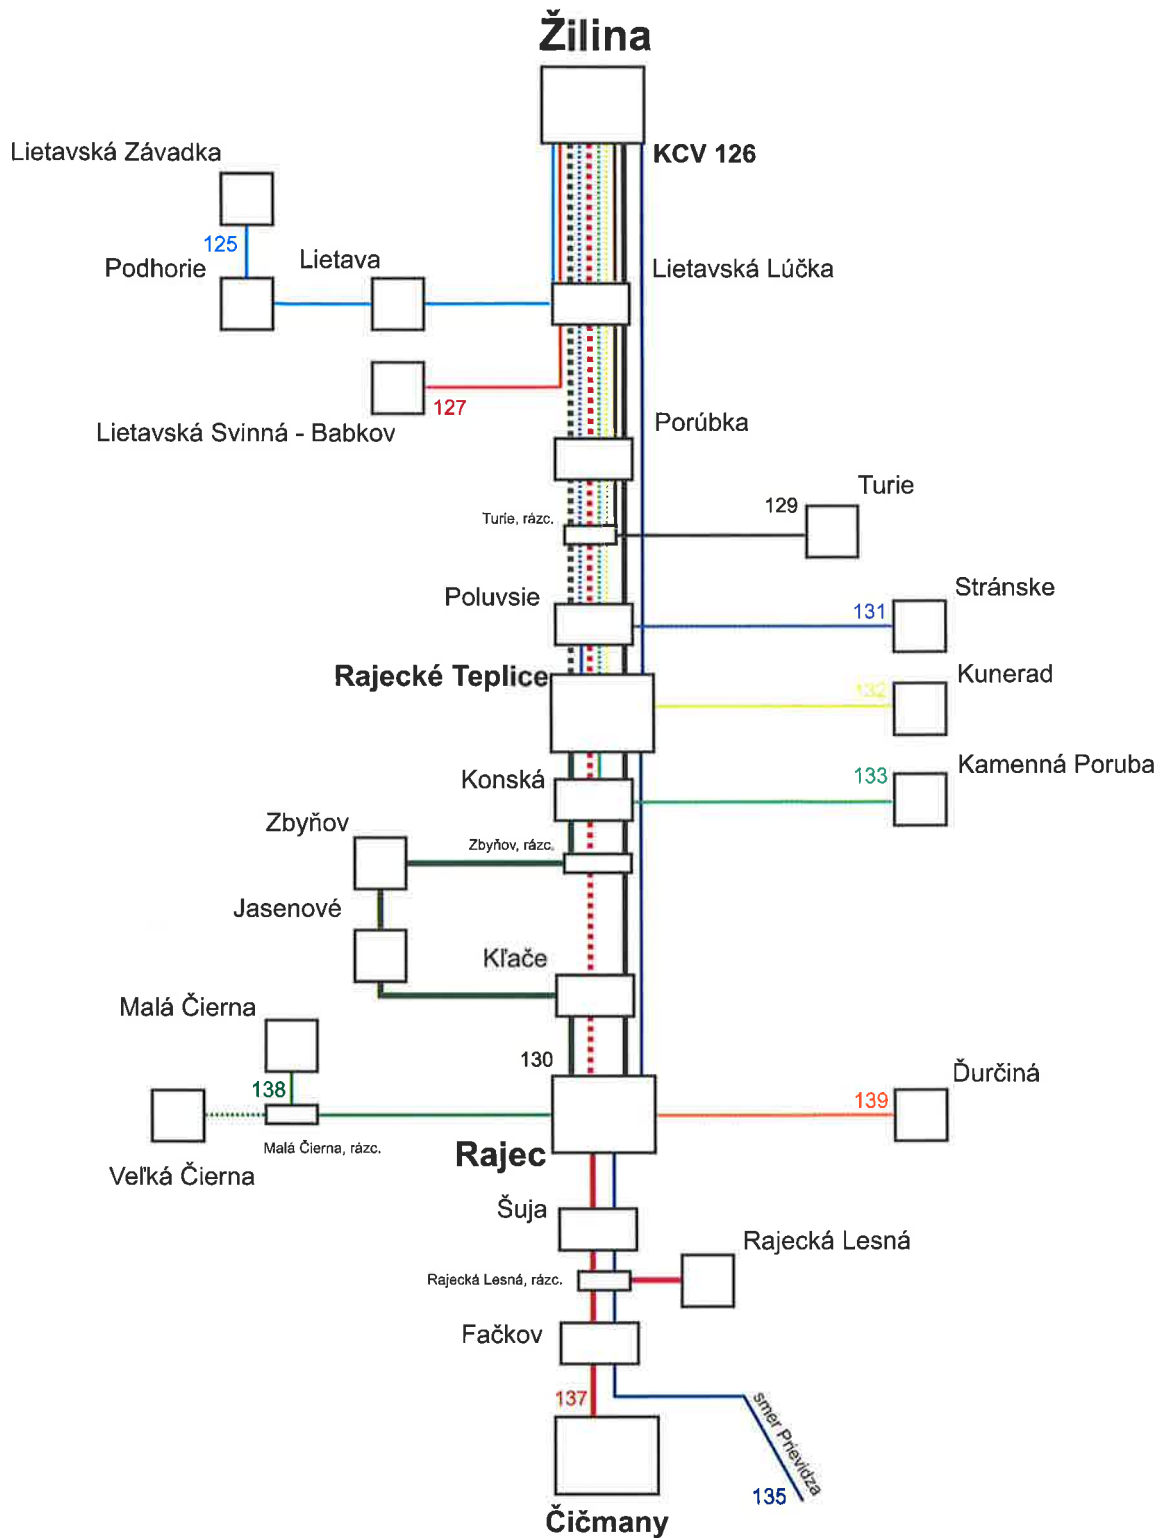 Žilina
KCV 126
Lietavská Závadka
125
Podhorie
Lietava
Lietavská Lúčka
127
Lietavská Svinná - Babkov
Porúbka
Turie
129
Turie, rázc.
Poluvsie
Stránske
131
Rajecké Teplice
Kunerad
132
Konská
Kamenná Poruba
133
Zbyňov
Zbyňov, rázc.
Jasenové
Kľače
Malá Čierna
130
138
Ďurčiná
139
Malá Čierna, rázc.
Rajec
Veľká Čierna
Šuja
Rajecká Lesná
Rajecká Lesná, rázc.
Fačkov
137
smer Prievidza
135
Čičmany